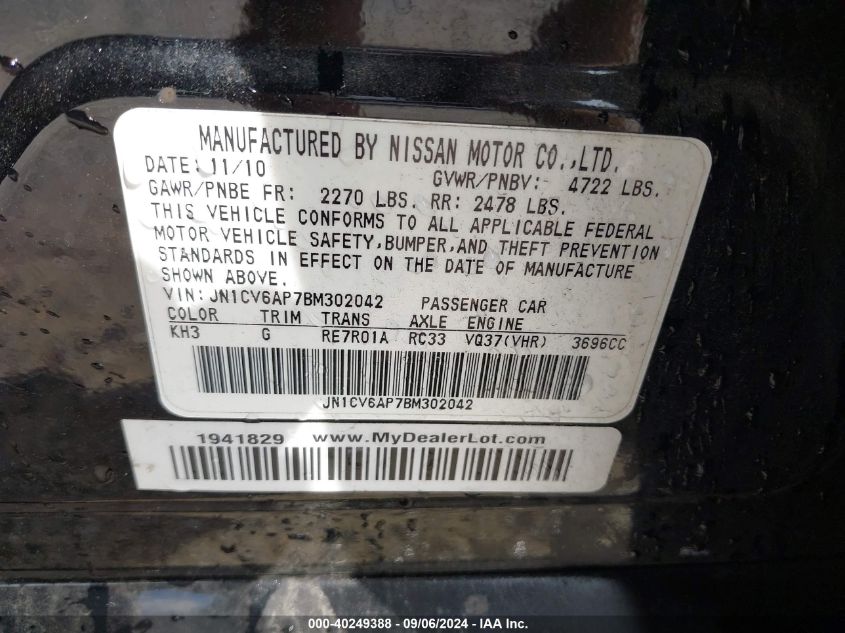 MANUFACTURED BY NISSAN MOTOR CO.,LTD.
DATE: 11/10 GVWR/PNBV: 4722 LBS.
GAWR/PNBE FR: 2270 LBS. RR: 2478 LBS.
THIS VEHICLE CONFORMS TO ALL APPLICABLE FEDERAL
MOTOR VEHICLE SAFETY,BUMPER,AND THEFT PREVENTION
STANDARDS IN EFFECT ON THE DATE OF MANUFACTURE
SHOWN ABOVE.
VIN: JN1CV6AP7BM302042 PASSENGER CAR
COLOR TRIM TRANS AXLE ENGINE
KH3 G RE7R01A RC33 VQ37(VHR) 3696CC
JN1CV6AP7BM302042
1941829 www.MyDealerLot.com
000-40249388 - 09/06/2024 - IAA Inc.